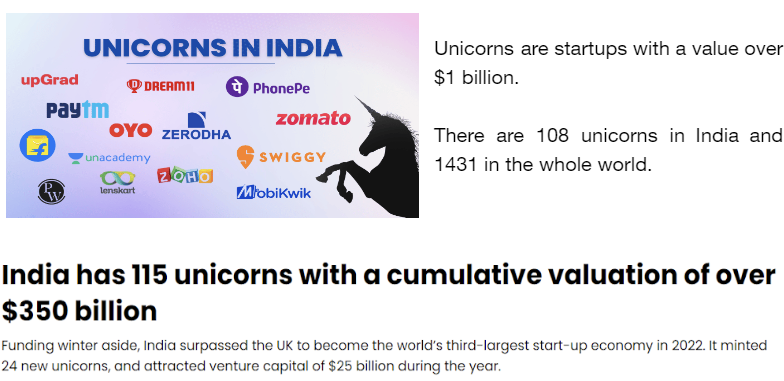 UNICORNS IN INDIA
upGrad
DREAM11
PhonePe
paytm
OYO
ZERODHA
zomato
unacademy
SWIGGY
PW
lenskart
ZOHO
MobiKwik
Unicorns are startups with a value over
$1 billion.
There are 108 unicorns in India and
1431 in the whole world.
India has 115 unicorns with a cumulative valuation of over
$350 billion
Funding winter aside, India surpassed the UK to become the world's third-largest start-up economy in 2022. It minted
24 new unicorns, and attracted venture capital of $25 billion during the year.